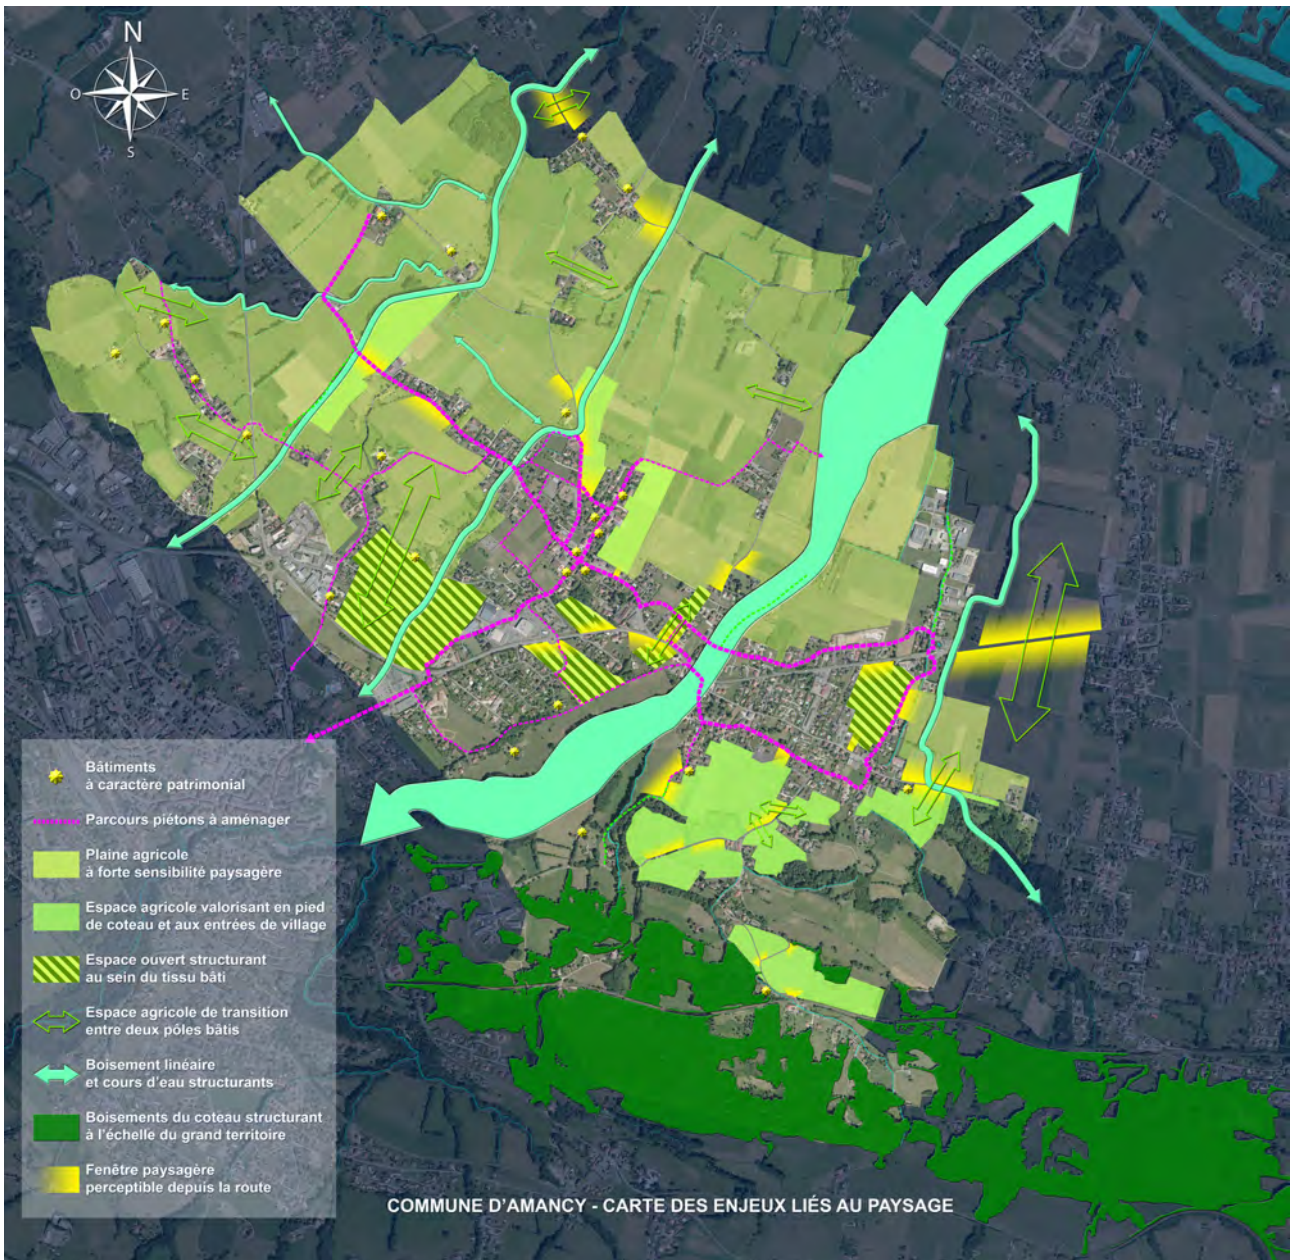 N
O
E
S
Bâtiments
à caractère patrimonial
Parcours piétons à aménager
Plaine agricole
à forte sensibilité paysagère
Espace agricole valorisant en pied
de coteau et aux entrées de village
Espace ouvert structurant
au sein du tissu bâti
Espace agricole de transition
entre deux pôles bâtis
Boisement linéaire
et cours d'eau structurants
Boisements du coteau structurant
à l'échelle du grand territoire
Fenêtre paysagère
perceptible depuis la route
COMMUNE D'AMANCY - CARTE DES ENJEUX LIÉS AU PAYSAGE